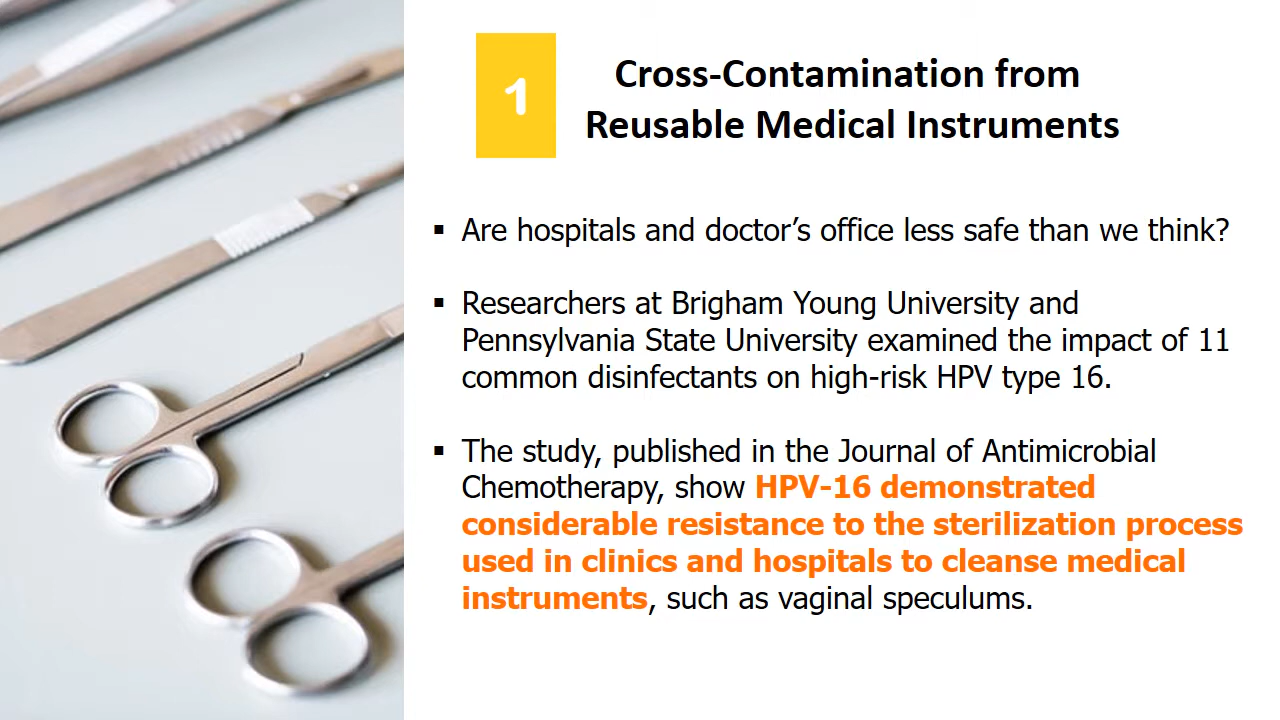 1
Cross-Contamination from
Reusable Medical Instruments
▪ Are hospitals and doctor’s office less safe than we think?
▪ Researchers at Brigham Young University and
Pennsylvania State University examined the impact of 11
common disinfectants on high-risk HPV type 16.
▪ The study, published in the Journal of Antimicrobial
Chemotherapy, show HPV-16 demonstrated
considerable resistance to the sterilization process
used in clinics and hospitals to cleanse medical
instruments, such as vaginal speculums.